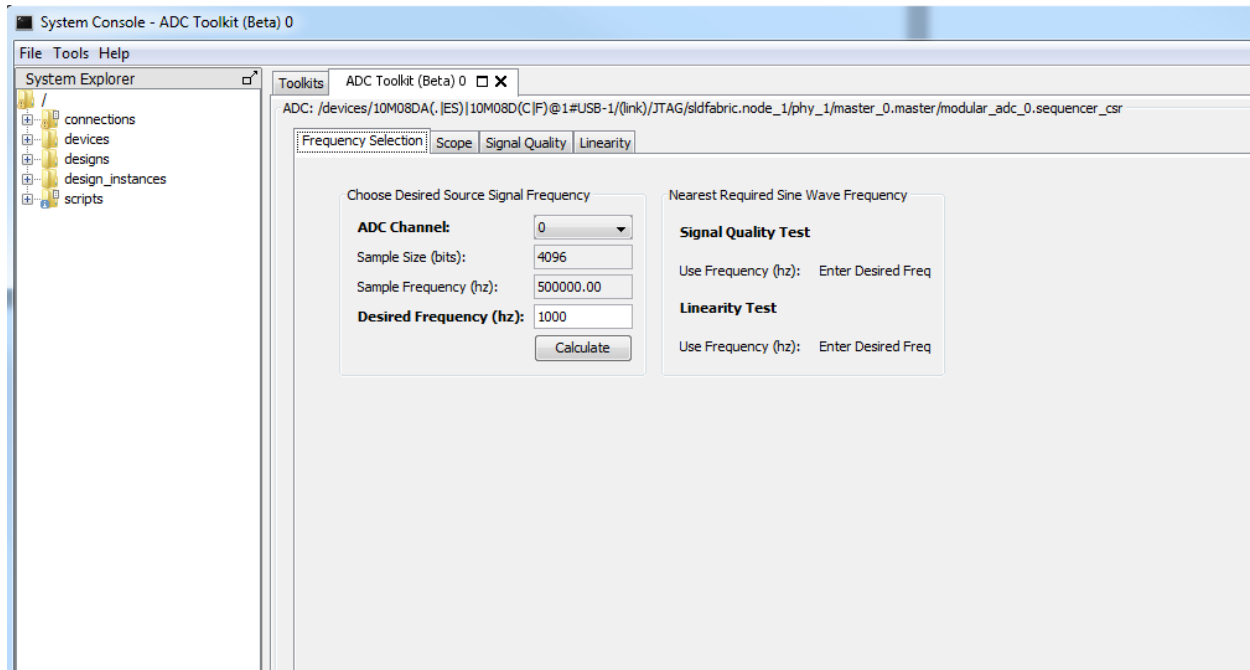 System Console - ADC Toolkit (Beta) 0
File Tools Help
System Explorer
/
connections
devices
designs
design_instances
scripts
Toolkits ADC Toolkit (Beta) 0
ADC: /devices/10M08DA(.|ES)|10M08D(C|F)@1#USB-1/(link)/JTAG/sldfabric.node_1/phy_1/master_0.master/modular_adc_0.sequencer_csr
Frequency Selection Scope Signal Quality Linearity
Choose Desired Source Signal Frequency
ADC Channel: 0
Sample Size (bits): 4096
Sample Frequency (hz): 500000.00
Desired Frequency (hz): 1000
Calculate
Nearest Required Sine Wave Frequency
Signal Quality Test
Use Frequency (hz): Enter Desired Freq
Linearity Test
Use Frequency (hz): Enter Desired Freq